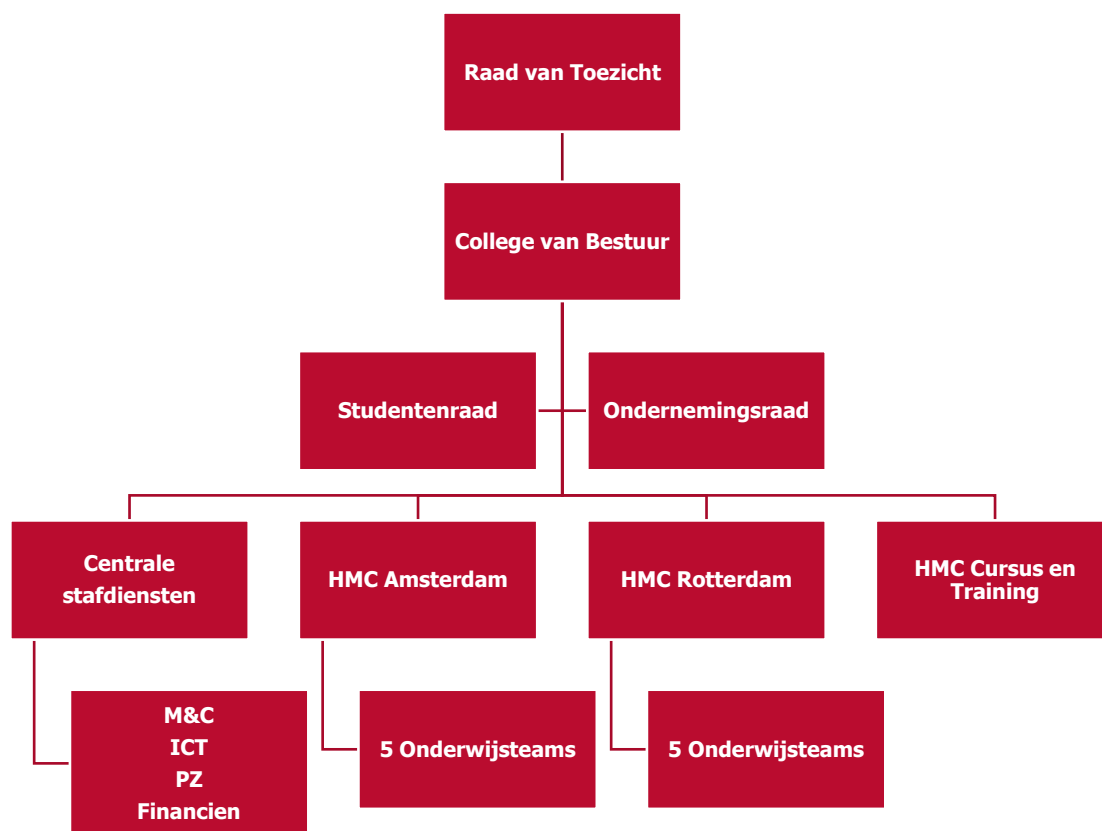 Raad van Toezicht
College van Bestuur
Studentenraad
Ondernemingsraad
Centrale
stafdiensten
HMC Amsterdam
HMC Rotterdam
HMC Cursus en
Training
M&C
ICT
PZ
Financien
5 Onderwijsteams
5 Onderwijsteams